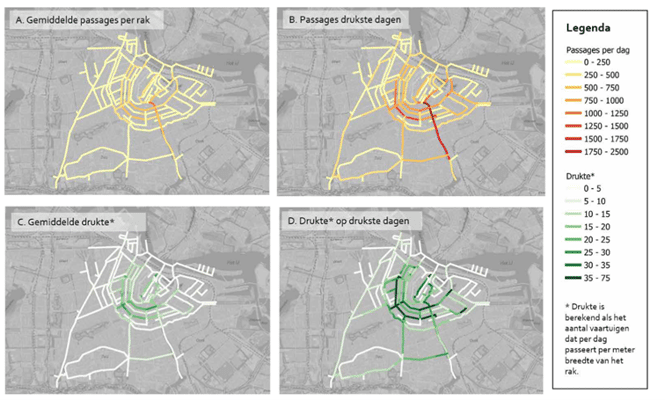 A. Gemiddelde passages per rak
B. Passages drukste dagen
C. Gemiddelde drukte*
D. Drukte* op drukste dagen
Legenda
Passages per dag
0 - 250
250 - 500
500 - 750
750 - 1000
1000 - 1250
1250 - 1500
1500 - 1750
1750 - 2500
Drukte*
0 - 5
5 - 10
10 - 15
15 - 20
20 - 25
25 - 30
30 - 35
35 - 75
* Drukte is
berekend als het
aantal vaartuigen
dat per dag
passeert per meter
breedte van het
rak.